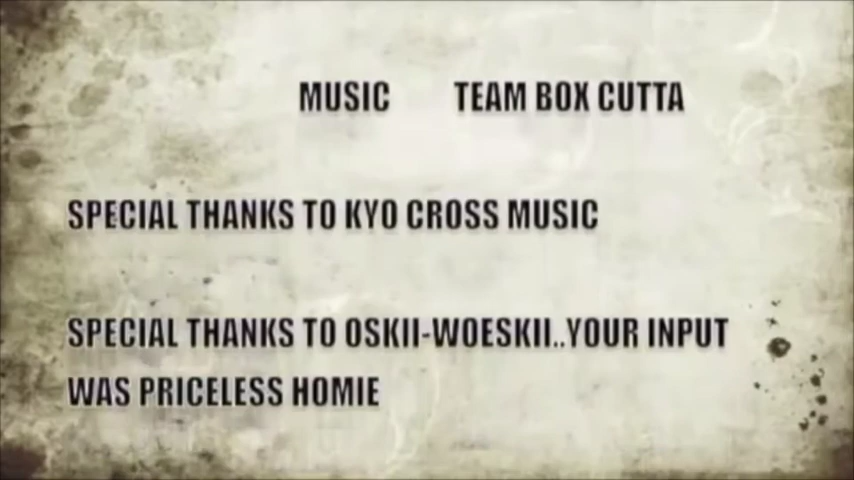 MUSIC TEAM BOX CUTTA
SPECIAL THANKS TO KYO CROSS MUSIC
SPECIAL THANKS TO OSKII-WOESKII..YOUR INPUT
WAS PRICELESS HOMIE